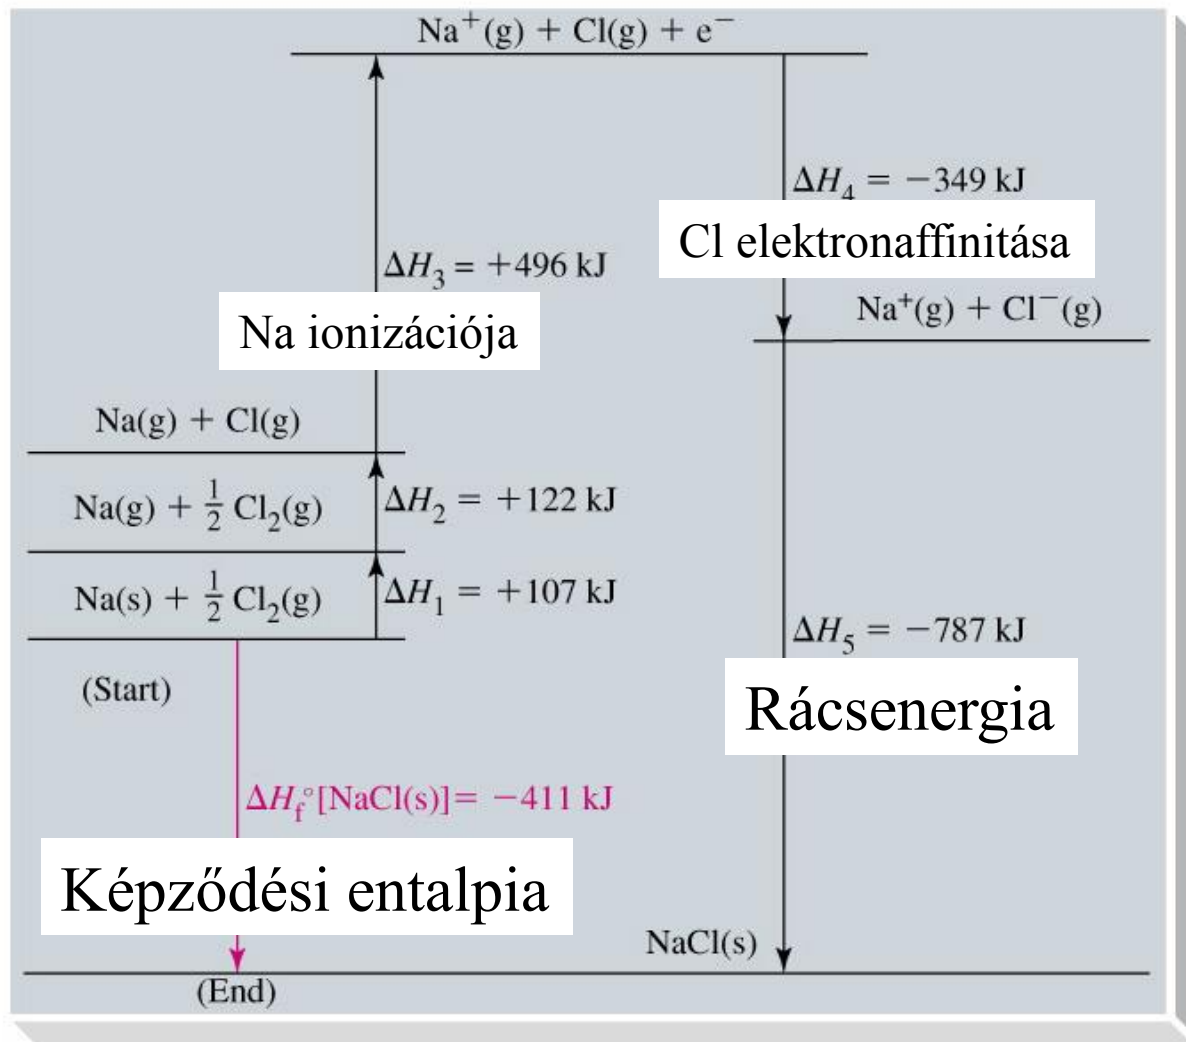 Na⁺(g) + Cl(g) + e⁻
ΔH₄ = −349 kJ
Cl elektronaffinitása
ΔH₃ = +496 kJ
Na⁺(g) + Cl⁻(g)
Na ionizációja
Na(g) + Cl(g)
Na(g) + ½ Cl₂(g)
ΔH₂ = +122 kJ
Na(s) + ½ Cl₂(g)
ΔH₁ = +107 kJ
ΔH₅ = −787 kJ
(Start)
Rácsenergia
ΔH_f°[NaCl(s)]= −411 kJ
Képződési entalpia
NaCl(s)
(End)